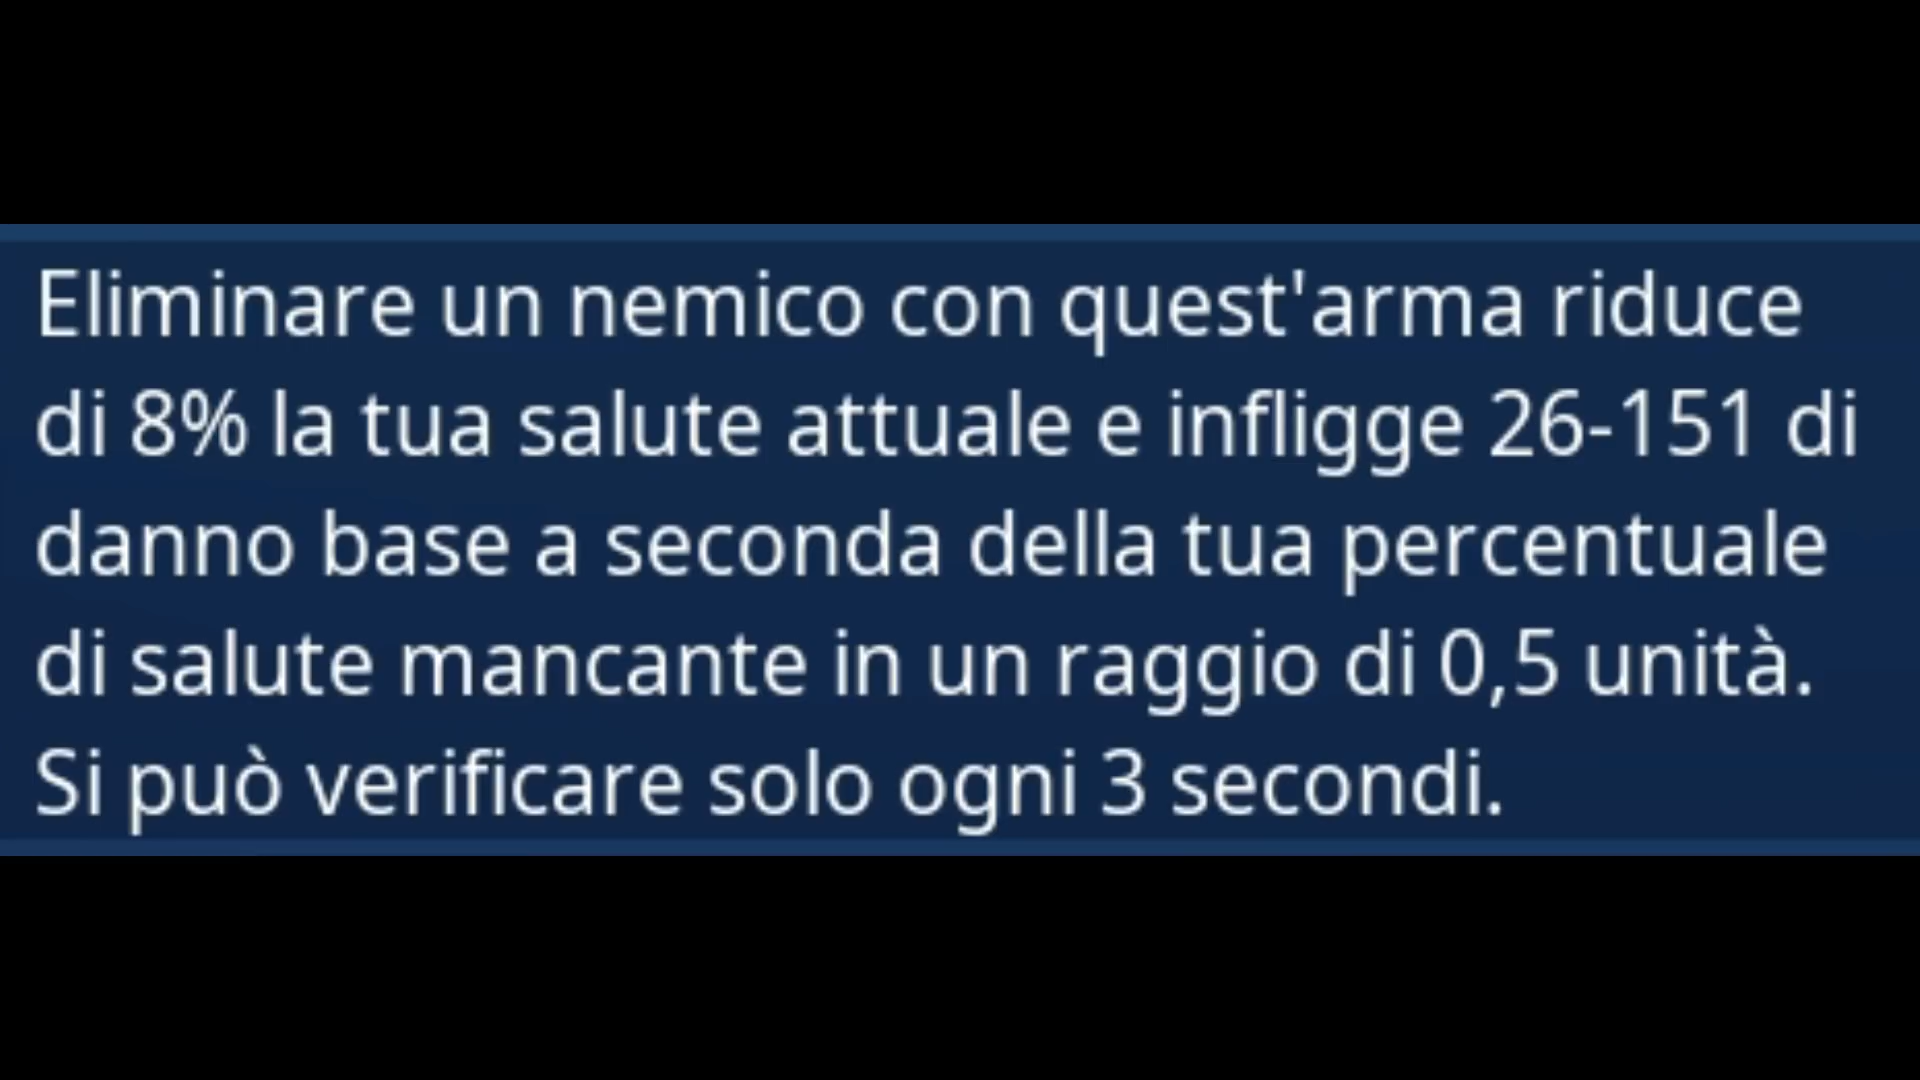 Eliminare un nemico con quest'arma riduce
di 8% la tua salute attuale e infligge 26-151 di
danno base a seconda della tua percentuale
di salute mancante in un raggio di 0,5 unità.
Si può verificare solo ogni 3 secondi.